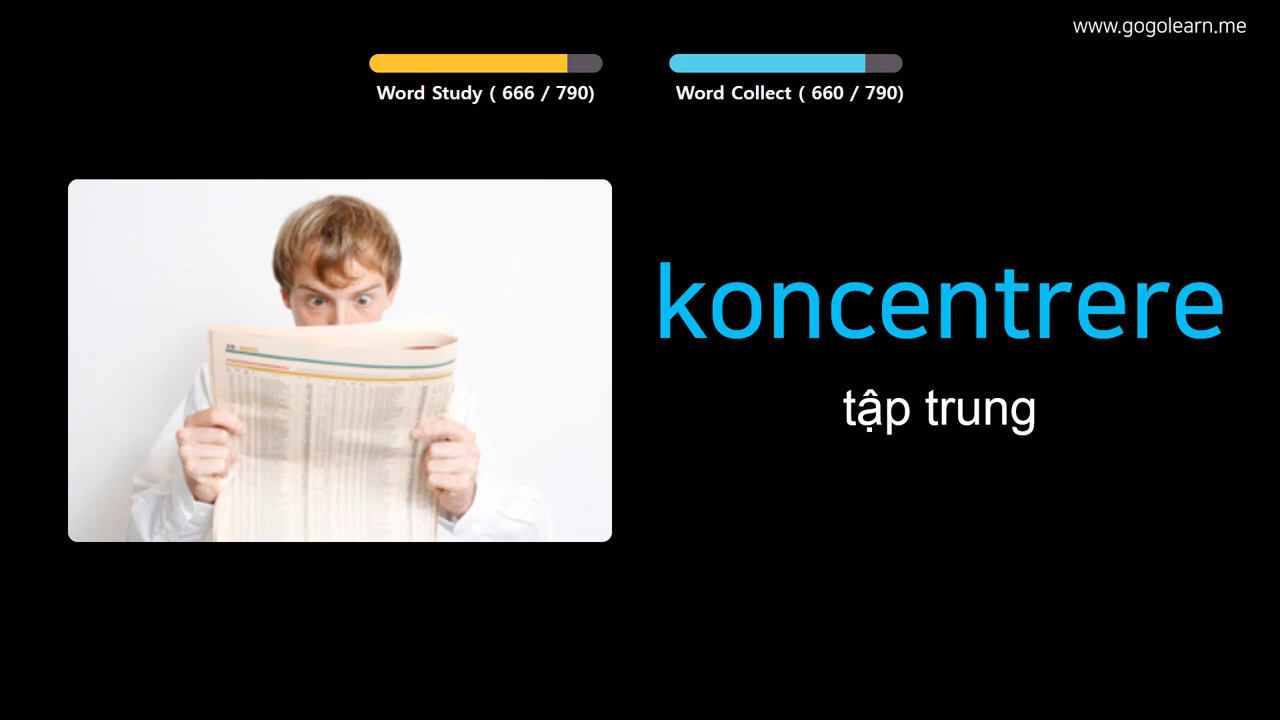 www.gogolearn.me
Word Study ( 666 / 790)
Word Collect ( 660 / 790)
koncentrere
tập trung